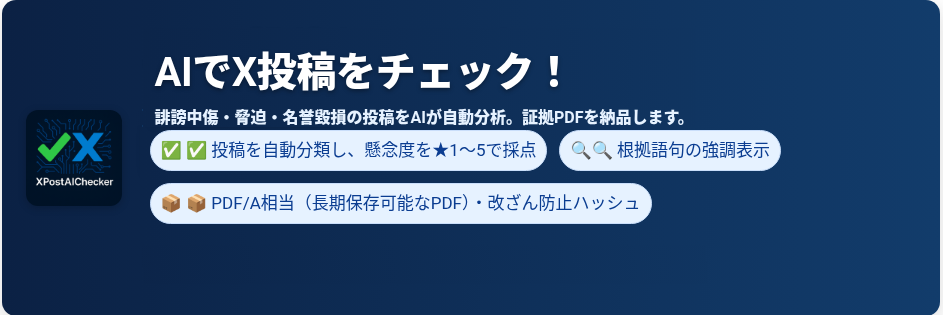 AIでX投稿をチェック！
誹謗中傷・脅迫・名誉毀損の投稿をAIが自動分析。証拠PDFを納品します。
✅ ✅ 投稿を自動分類し、懸念度を★1〜5で採点
🔍🔍 根拠語句の強調表示
XPostAIChecker
📦 📦 PDF/A相当（長期保存可能なPDF）・改ざん防止ハッシュ